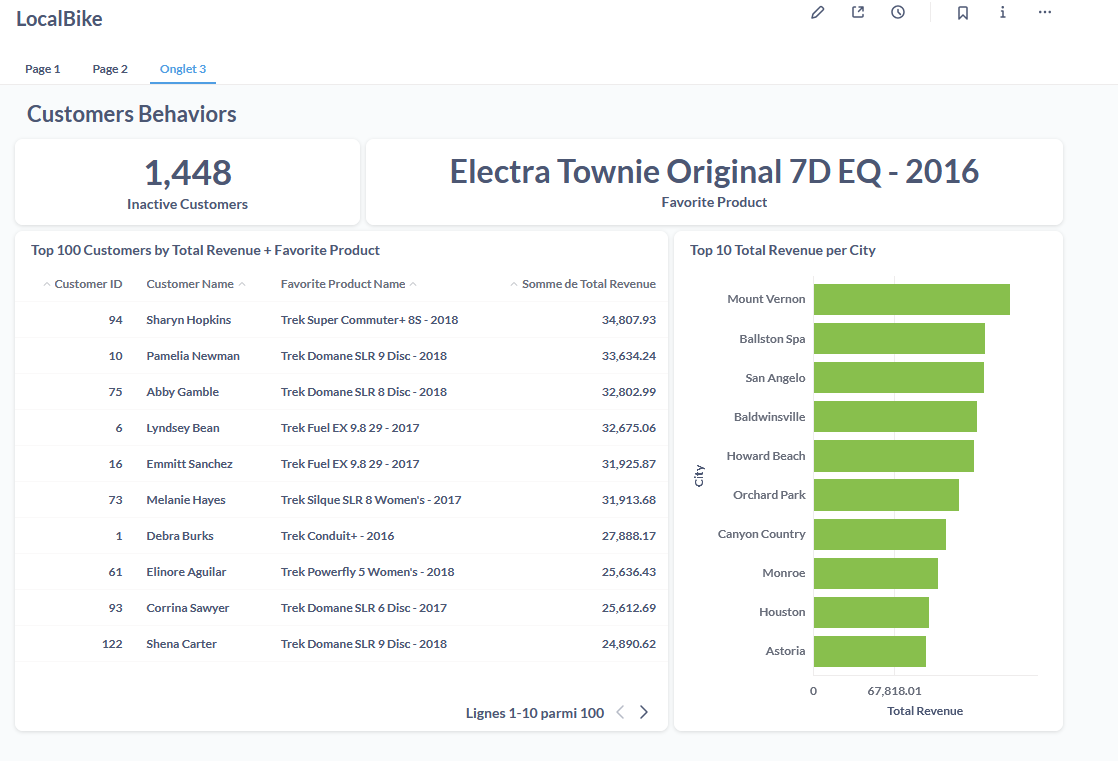 LocalBike
Page 1 Page 2 Onglet 3
Customers Behaviors
1,448
Inactive Customers
Electra Townie Original 7D EQ - 2016
Favorite Product
Top 100 Customers by Total Revenue + Favorite Product
Customer ID Customer Name Favorite Product Name Somme de Total Revenue
94 Sharyn Hopkins Trek Super Commuter+ 8S - 2018 34,807.93
10 Pamelia Newman Trek Domane SLR 9 Disc - 2018 33,634.24
75 Abby Gamble Trek Domane SLR 8 Disc - 2018 32,802.99
6 Lyndsey Bean Trek Fuel EX 9.8 29 - 2017 32,675.06
16 Emmitt Sanchez Trek Fuel EX 9.8 29 - 2017 31,925.87
73 Melanie Hayes Trek Silque SLR 8 Women's - 2017 31,913.68
1 Debra Burks Trek Conduit+ - 2016 27,888.17
61 Elinore Aguilar Trek Powerfly 5 Women's - 2018 25,636.43
93 Corrina Sawyer Trek Domane SLR 6 Disc - 2017 25,612.69
122 Shena Carter Trek Domane SLR 9 Disc - 2018 24,890.62
Lignes 1-10 parmi 100
Top 10 Total Revenue per City
City
Mount Vernon
Ballston Spa
San Angelo
Baldwinsville
Howard Beach
Orchard Park
Canyon Country
Monroe
Houston
Astoria
0 67,818.01
Total Revenue